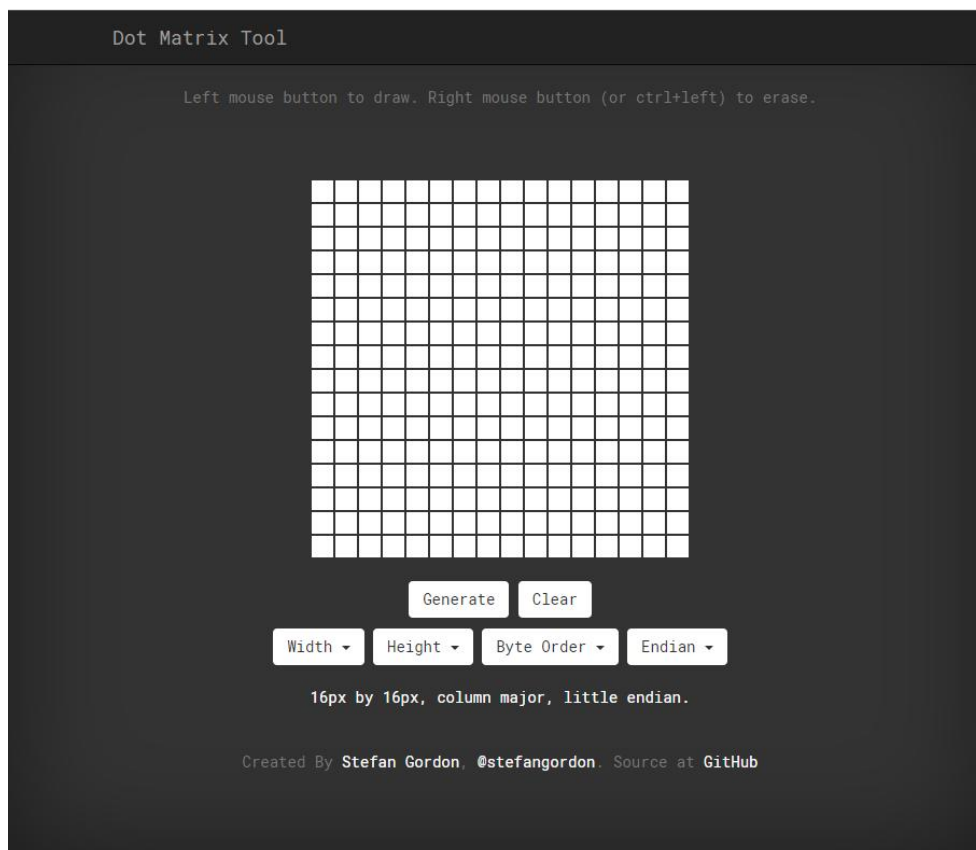 Dot Matrix Tool
Left mouse button to draw. Right mouse button (or ctrl+left) to erase.
Generate Clear
Width Height Byte Order Endian
16px by 16px, column major, little endian.
Created By Stefan Gordon, @stefangordon. Source at GitHub